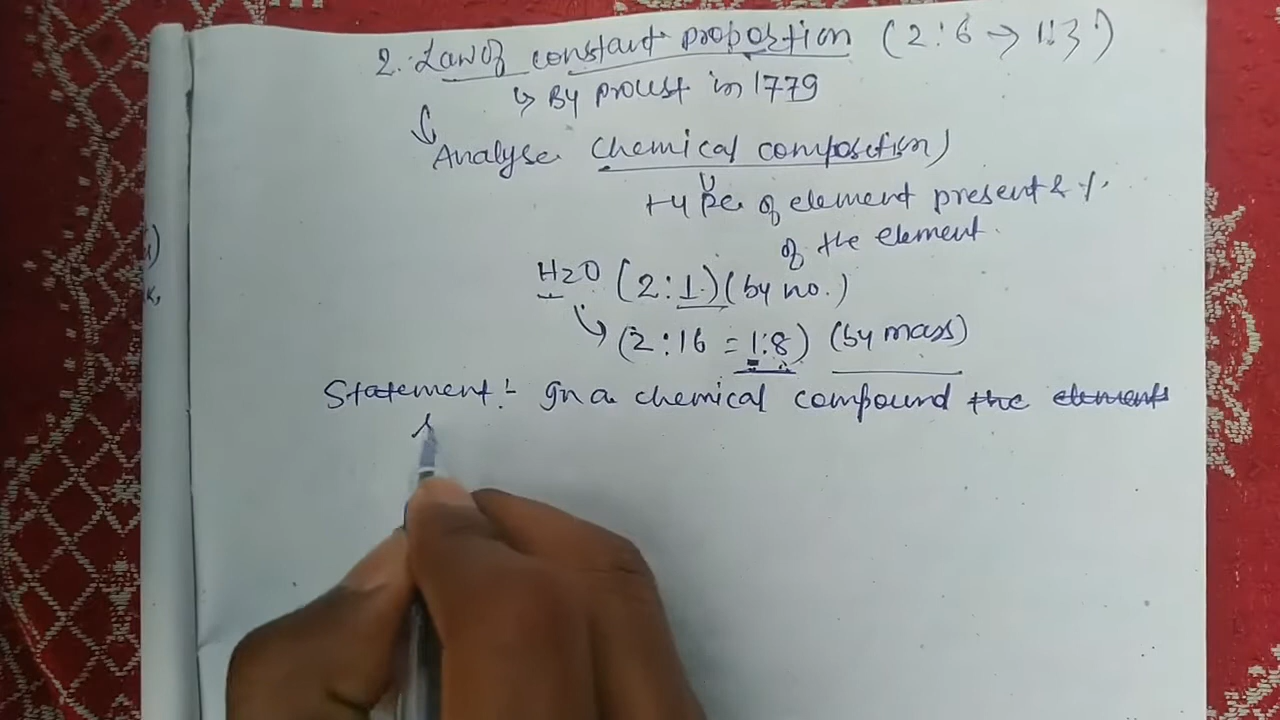 2. Law of constant proportion (2:6 → 1:3)
↳ By proust in 1779
Analyse chemical composition)
type of element present & %
of the element.
H2O (2:1) (by no.)
↳ (2:16 = 1:8) (by mass)
Statement:- In a chemical compound the elements